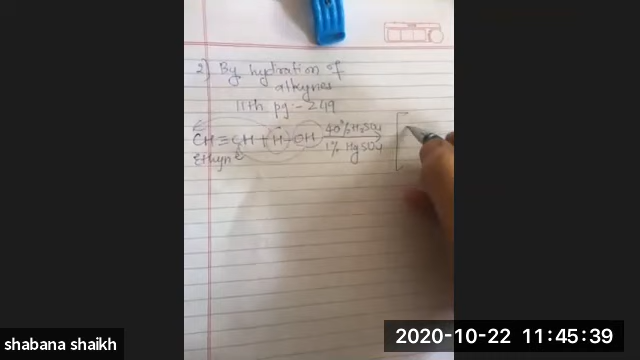 2) By hydration of
alkynes
11th pg :- 249
CH ≡ CH + H - OH 40% H2SO4
Ethyne 1% HgSO4
shabana shaikh
2020-10-22 11:45:39